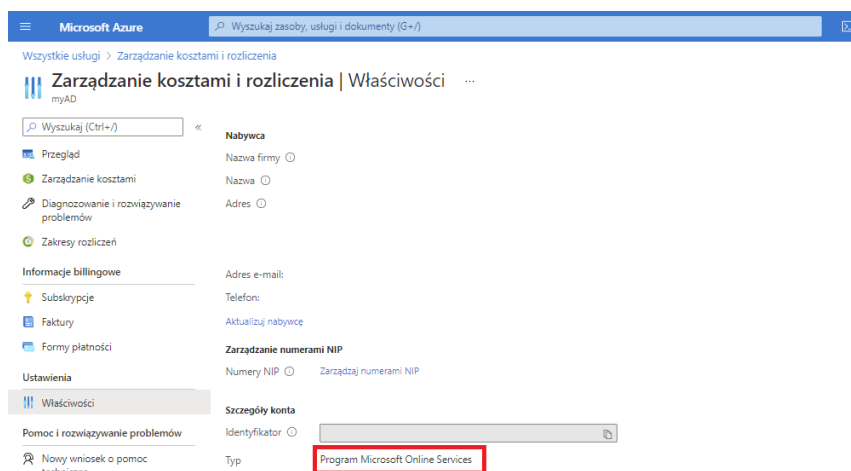 Microsoft Azure
Wyszukaj zasoby, usługi i dokumenty (G+/)
Wszystkie usługi > Zarządzanie kosztami i rozliczenia
Zarządzanie kosztami i rozliczenia | Właściwości ...
myAD
Wyszukaj (Ctrl+/)
Przegląd
Zarządzanie kosztami
Diagnozowanie i rozwiązywanie
problemów
Zakresy rozliczeń
Informacje billingowe
Subskrypcje
Faktury
Formy płatności
Ustawienia
Właściwości
Pomoc i rozwiązywanie problemów
Nowy wniosek o pomoc
techniczną
Nabywca
Nazwa firmy
Nazwa
Adres
Adres e-mail:
Telefon:
Aktualizuj nabywcę
Zarządzanie numerami NIP
Numery NIP Zarządzaj numerami NIP
Szczegóły konta
Identyfikator
Typ Program Microsoft Online Services